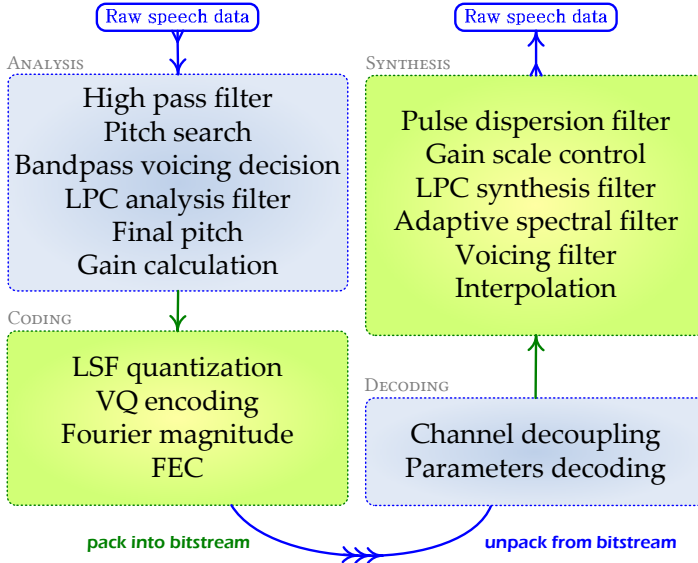 Raw speech data
Analysis
High pass filter
Pitch search
Bandpass voicing decision
LPC analysis filter
Final pitch
Gain calculation
Coding
LSF quantization
VQ encoding
Fourier magnitude
FEC
pack into bitstream
Raw speech data
Synthesis
Pulse dispersion filter
Gain scale control
LPC synthesis filter
Adaptive spectral filter
Voicing filter
Interpolation
Decoding
Channel decoupling
Parameters decoding
unpack from bitstream